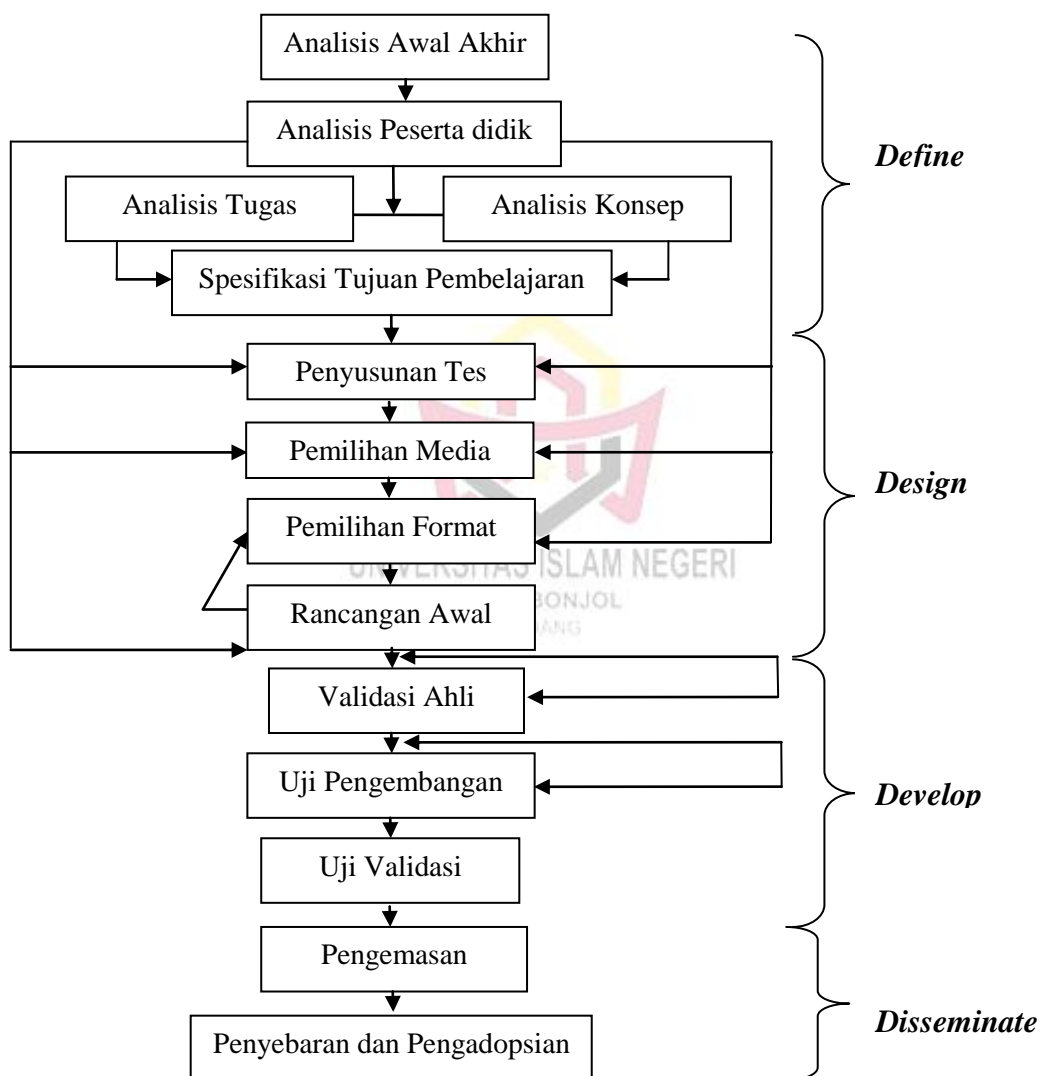 Analisis Awal Akhir
Analisis Peserta didik
Define
Analisis Tugas
Analisis Konsep
Spesifikasi Tujuan Pembelajaran
Penyusunan Tes
Pemilihan Media
Design
Pemilihan Format
ISLAM NEGERI
Rancangan Awal
BONJOL
Validasi Ahli
Uji Pengembangan
Develop
Uji Validasi
Pengemasan
Disseminate
Penyebaran dan Pengadopsian